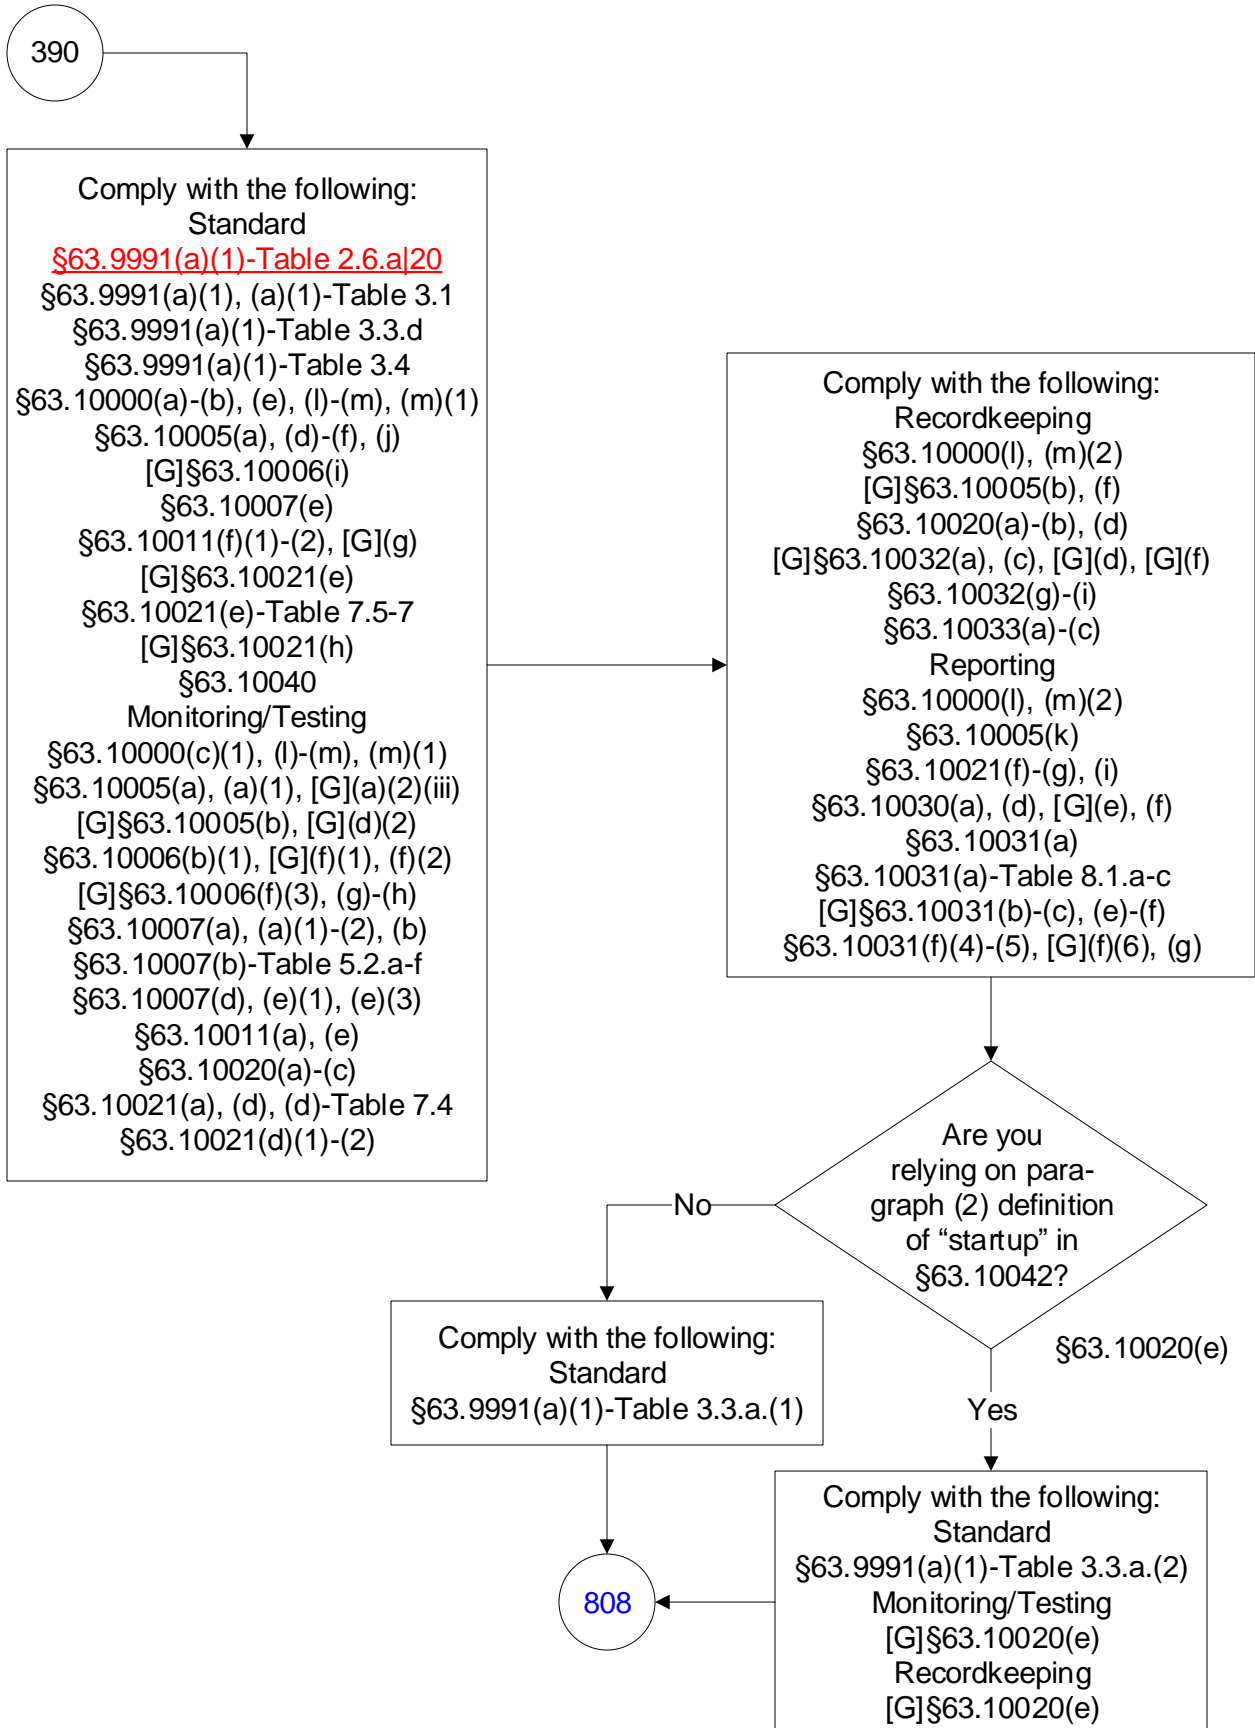 390
Comply with the following:
Standard
§63.9991(a)(1)-Table 2.6.a|20
§63.9991(a)(1), (a)(1)-Table 3.1
§63.9991(a)(1)-Table 3.3.d
§63.9991(a)(1)-Table 3.4
§63.10000(a)-(b), (e), (l)-(m), (m)(1)
§63.10005(a), (d)-(f), (j)
[G]§63.10006(i)
§63.10007(e)
§63.10011(f)(1)-(2), [G](g)
[G]§63.10021(e)
§63.10021(e)-Table 7.5-7
[G]§63.10021(h)
§63.10040
Monitoring/Testing
§63.10000(c)(1), (l)-(m), (m)(1)
§63.10005(a), (a)(1), [G](a)(2)(iii)
[G]§63.10005(b), [G](d)(2)
§63.10006(b)(1), [G](f)(1), (f)(2)
[G]§63.10006(f)(3), (g)-(h)
§63.10007(a), (a)(1)-(2), (b)
§63.10007(b)-Table 5.2.a-f
§63.10007(d), (e)(1), (e)(3)
§63.10011(a), (e)
§63.10020(a)-(c)
§63.10021(a), (d), (d)-Table 7.4
§63.10021(d)(1)-(2)
Comply with the following:
Recordkeeping
§63.10000(l), (m)(2)
[G]§63.10005(b), (f)
§63.10020(a)-(b), (d)
[G]§63.10032(a), (c), [G](d), [G](f)
§63.10032(g)-(i)
§63.10033(a)-(c)
Reporting
§63.10000(l), (m)(2)
§63.10005(k)
§63.10021(f)-(g), (i)
§63.10030(a), (d), [G](e), (f)
§63.10031(a)
§63.10031(a)-Table 8.1.a-c
[G]§63.10031(b)-(c), (e)-(f)
§63.10031(f)(4)-(5), [G](f)(6), (g)
Are you
relying on para-
graph (2) definition
of “startup” in
§63.10042?
§63.10020(e)
No
Comply with the following:
Standard
§63.9991(a)(1)-Table 3.3.a.(1)
Yes
Comply with the following:
Standard
§63.9991(a)(1)-Table 3.3.a.(2)
Monitoring/Testing
[G]§63.10020(e)
Recordkeeping
[G]§63.10020(e)
808